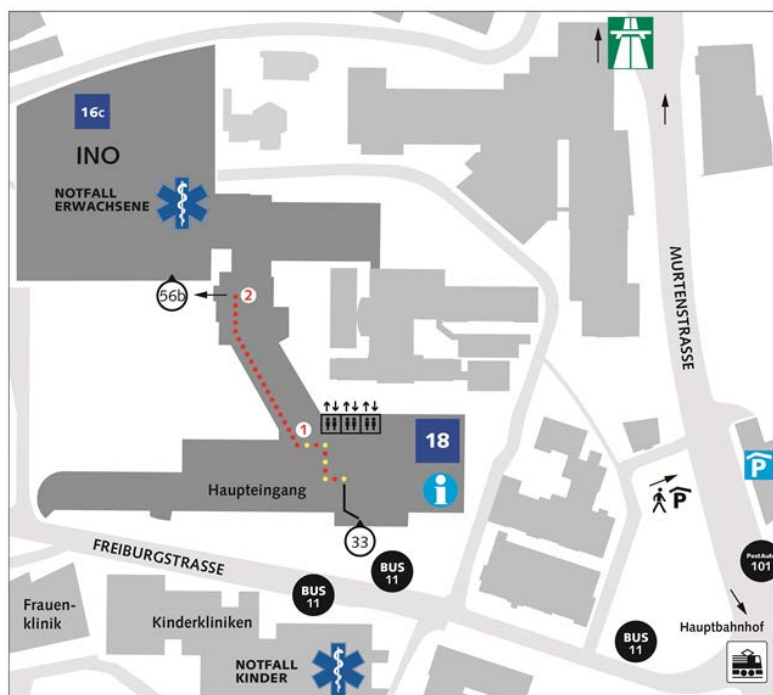 16c
INO
NOTFALL
ERWACHSENE
56b
2
1
18
i
Haupteingang
33
MURTENSTRASSE
P
P
FREIBURGSTRASSE
BUS
11
BUS
11
BUS
11
PostAuto
101
Hauptbahnhof
Frauen-
klinik
Kinderkliniken
NOTFALL
KINDER